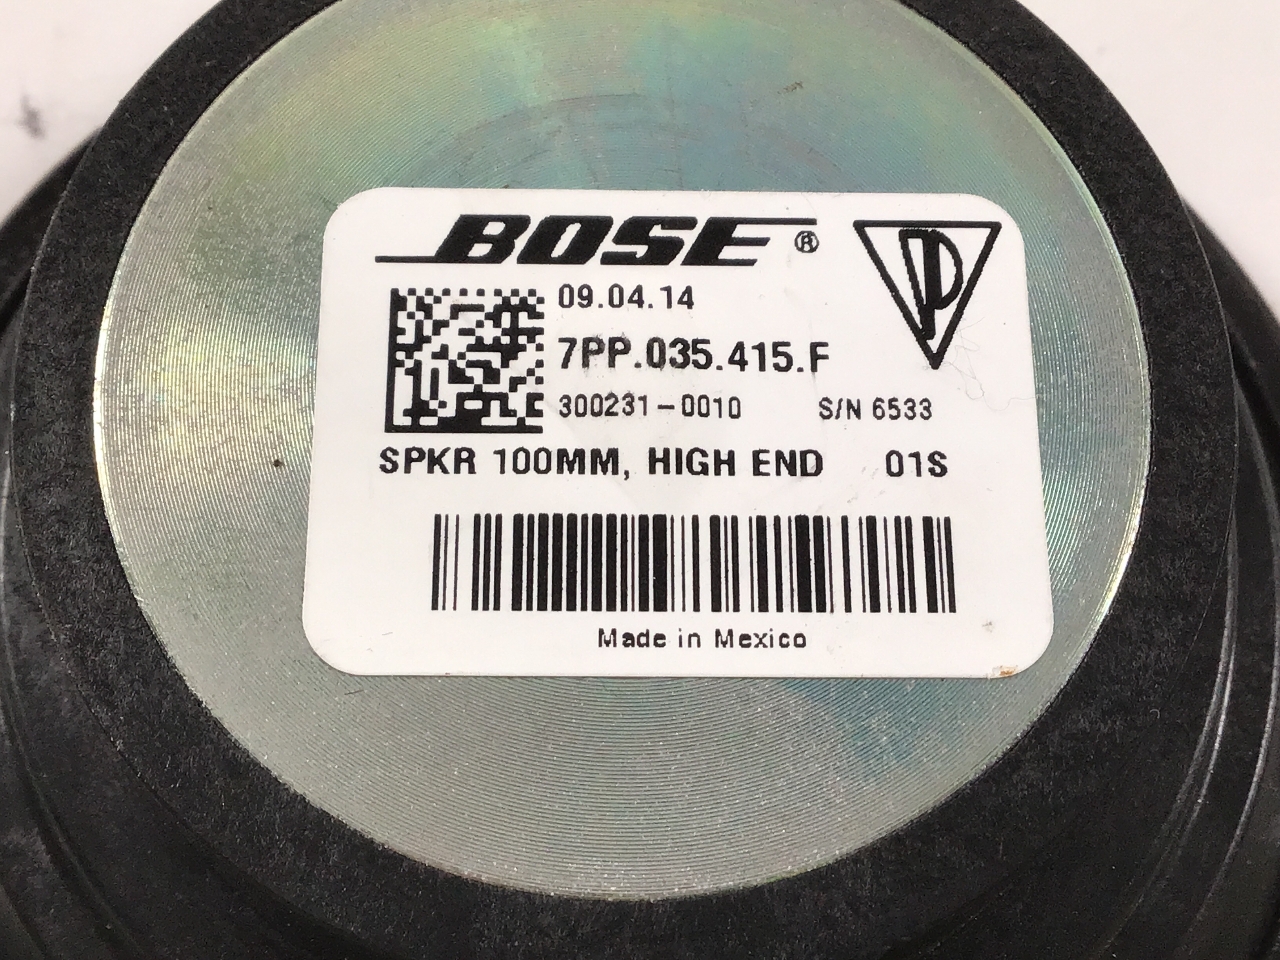 BOSE®
09.04.14
7PP.035.415.F
300231-0010 S/N 6533
SPKR 100MM, HIGH END 01S
Made in Mexico